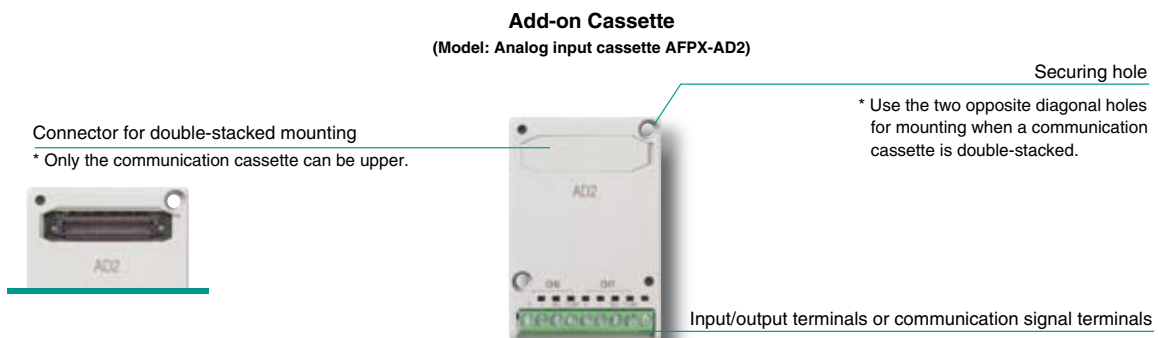 Add-on Cassette
(Model: Analog input cassette AFPX-AD2)
Securing hole
* Use the two opposite diagonal holes
for mounting when a communication
cassette is double-stacked.
Connector for double-stacked mounting
* Only the communication cassette can be upper.
AD2
AD2
CH0 CH1
Input/output terminals or communication signal terminals